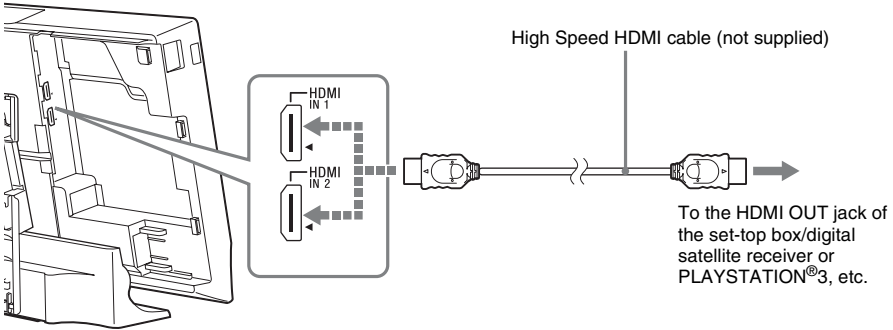 High Speed HDMI cable (not supplied)
HDMI
IN 1
HDMI
IN 2
To the HDMI OUT jack of
the set-top box/digital
satellite receiver or
PLAYSTATION®3, etc.